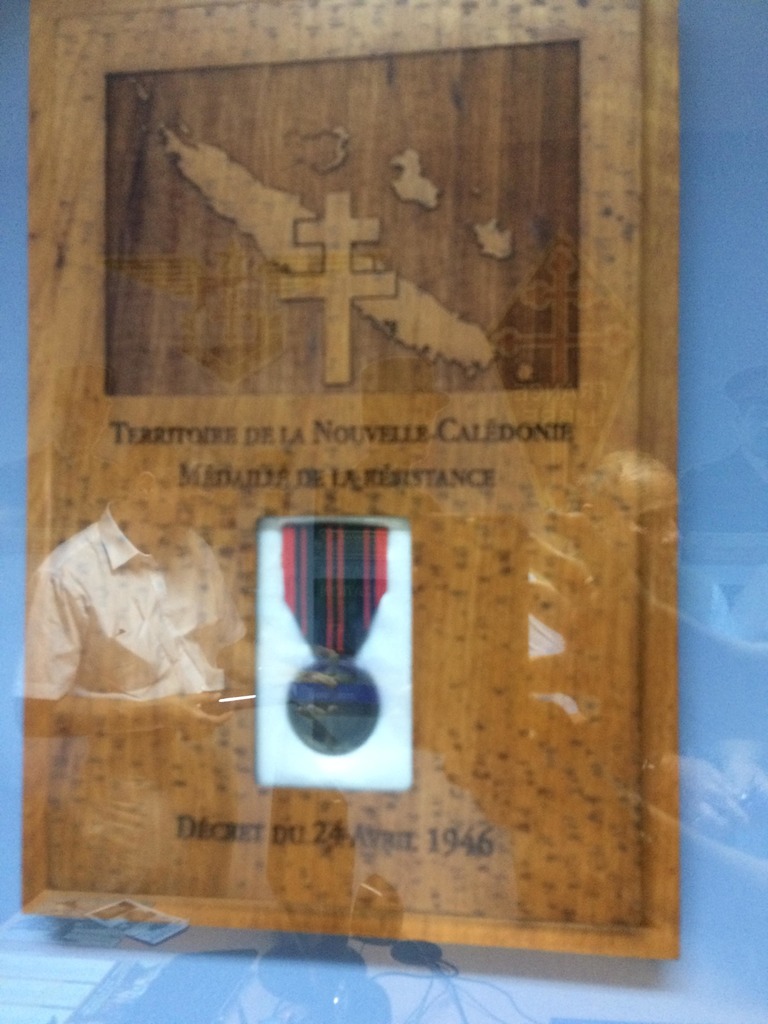 Territoire de la Nouvelle-Calédonie
Médaille de la Résistance
Décret du 24 Avril 1946